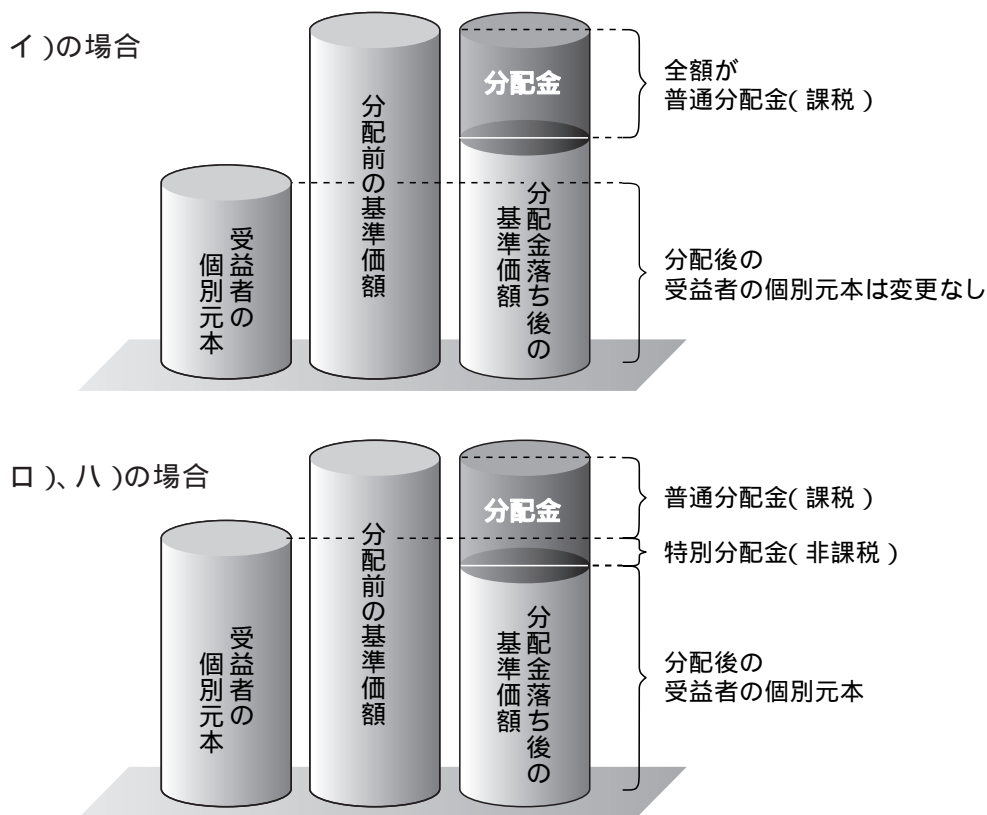 イ)の場合
受益者の
個別元本
分配前の基準価額
分配金
分配金落ち後の
基準価額
全額が
普通分配金(課税)
分配後の
受益者の個別元本は変更なし
ロ)、ハ)の場合
受益者の
個別元本
分配前の基準価額
分配金
分配金落ち後の
基準価額
普通分配金(課税)
特別分配金(非課税)
分配後の
受益者の個別元本